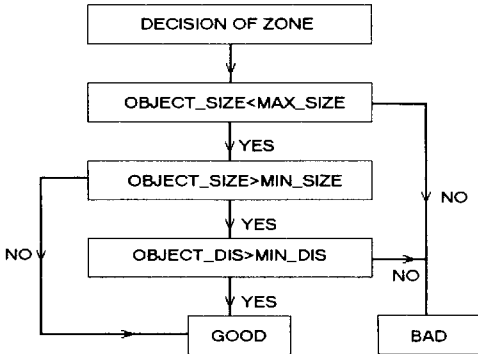 DECISION OF ZONE
OBJECT_SIZE<MAX_SIZE
YES
OBJECT_SIZE>MIN_SIZE
NO
YES
NO
OBJECT_DIS>MIN_DIS
NO
YES
GOOD
BAD